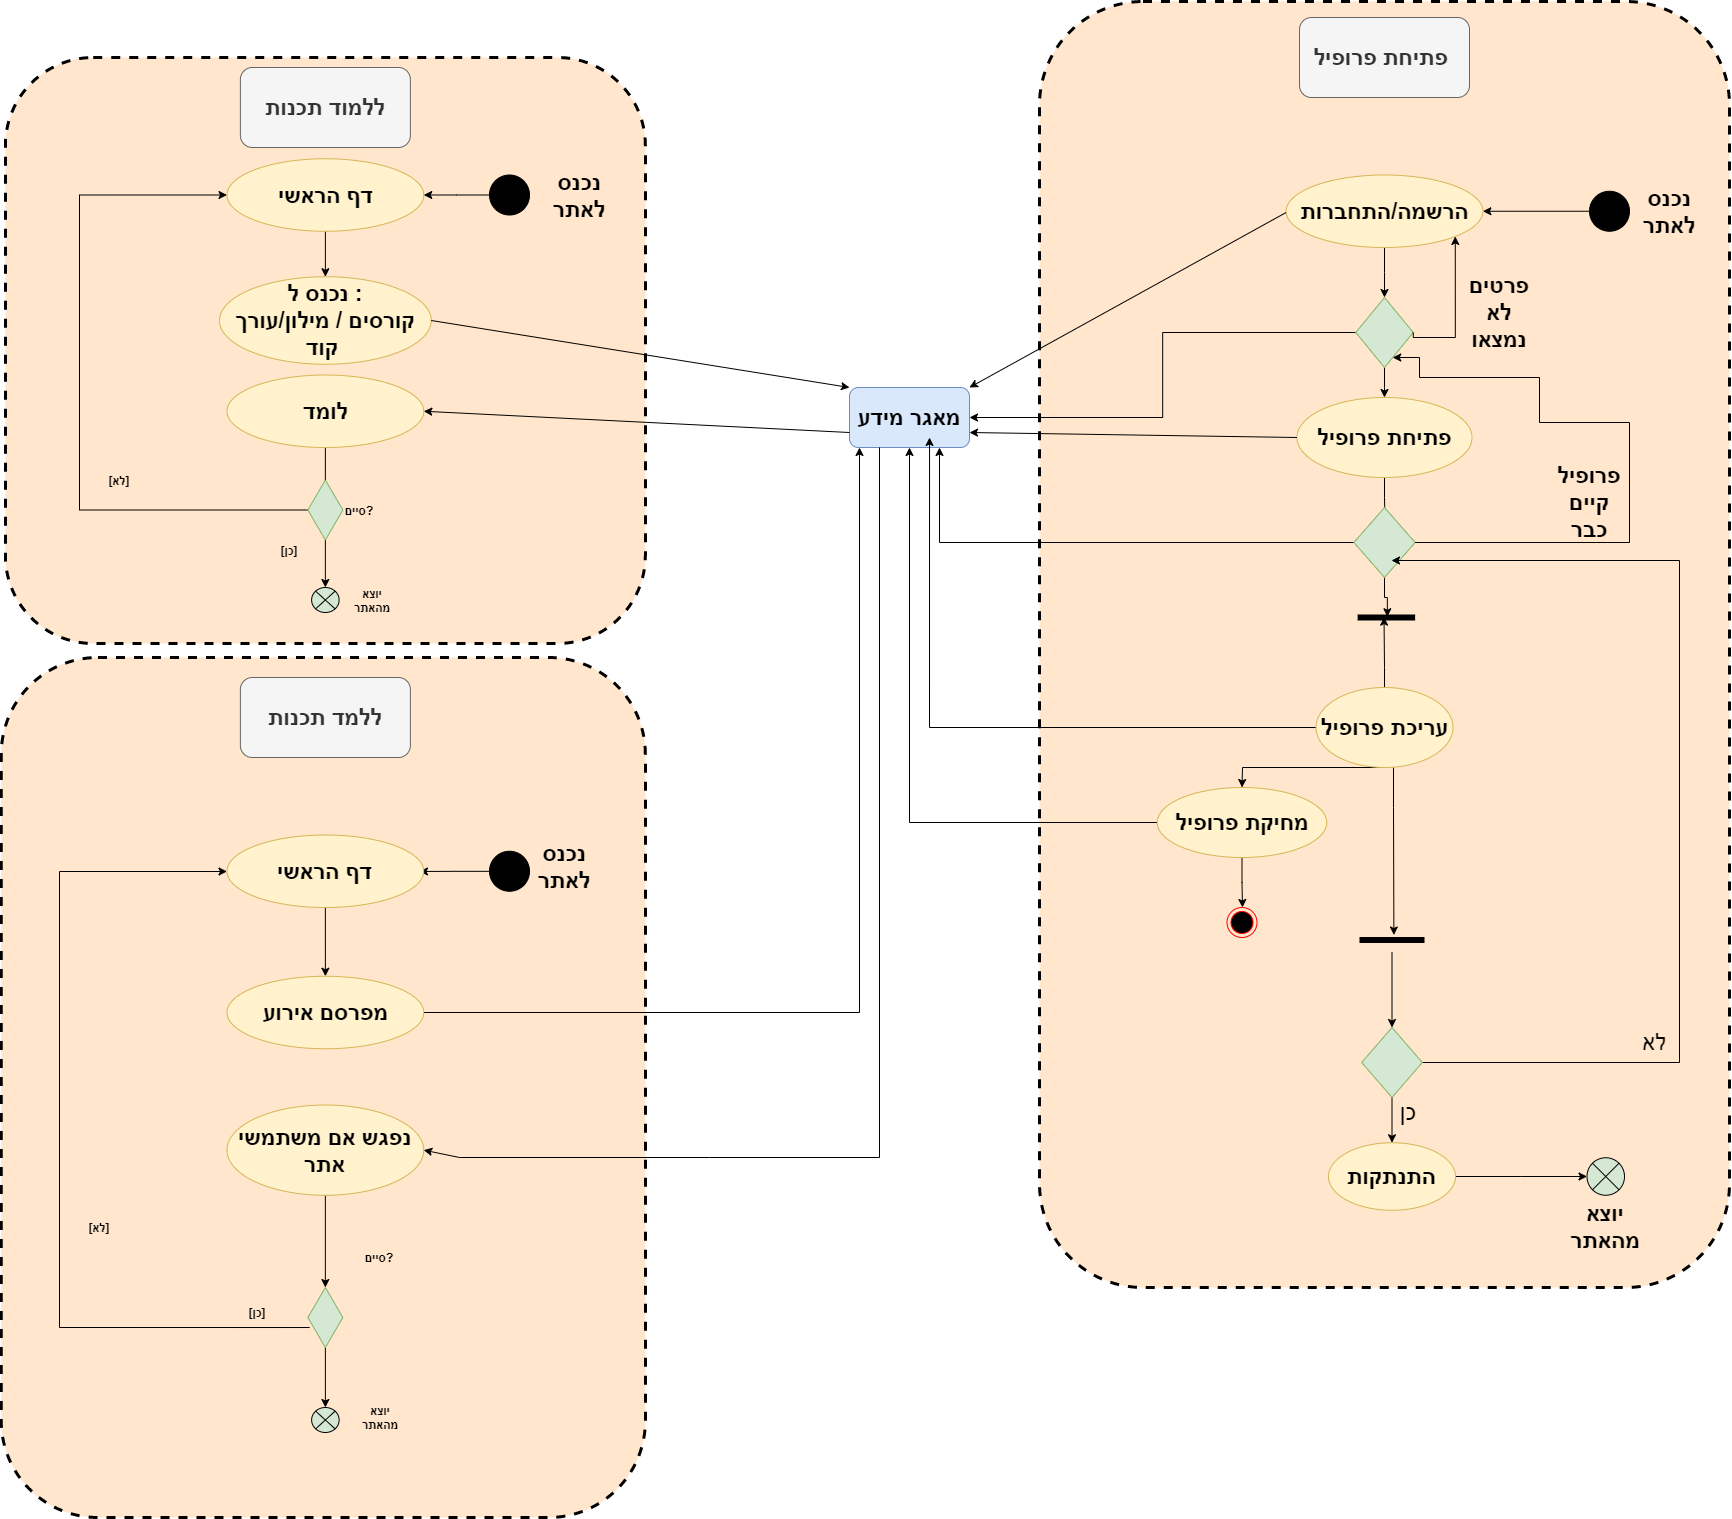 פתיחת פרופיל
נכנס
לאתר
הרשמה/התחברות
פרטים
לא
נמצאו
פתיחת פרופיל
פרופיל
קיים
כבר
עריכת פרופיל
מחיקת פרופיל
לא
כן
התנתקות
יוצא
מהאתר
מאגר מידע
ללמוד תכנות
נכנס
לאתר
דף הראשי
נכנס ל :
קורסים / מילון/עורך
קוד
לומד
[לא]
סיים?
[כן]
יוצא
מהאתר
ללמד תכנות
נכנס
לאתר
דף הראשי
מפרסם אירוע
נפגש אם משתמשי
אתר
[לא]
סיים?
[כן]
יוצא
מהאתר